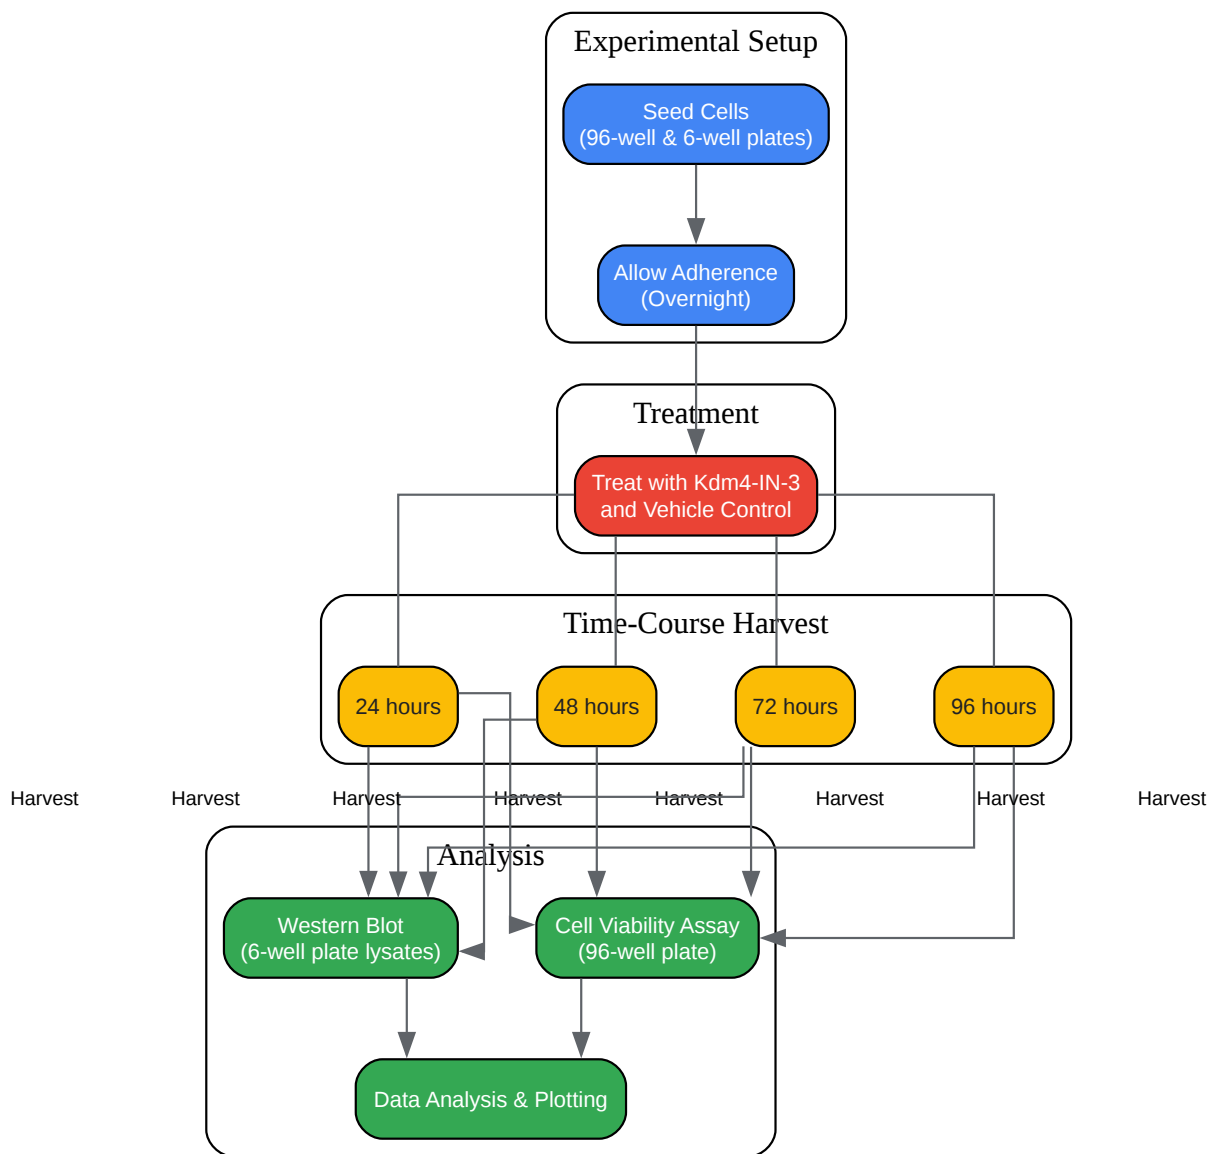 Experimental Setup
Seed Cells
(96-well & 6-well plates)
Allow Adherence
(Overnight)
Treatment
Treat with Kdm4-IN-3
and Vehicle Control
Time-Course Harvest
24 hours
48 hours
72 hours
96 hours
Harvest
Harvest
Harvest
Harvest
Harvest
Harvest
Harvest
Harvest
Analysis
Western Blot
(6-well plate lysates)
Cell Viability Assay
(96-well plate)
Data Analysis & Plotting